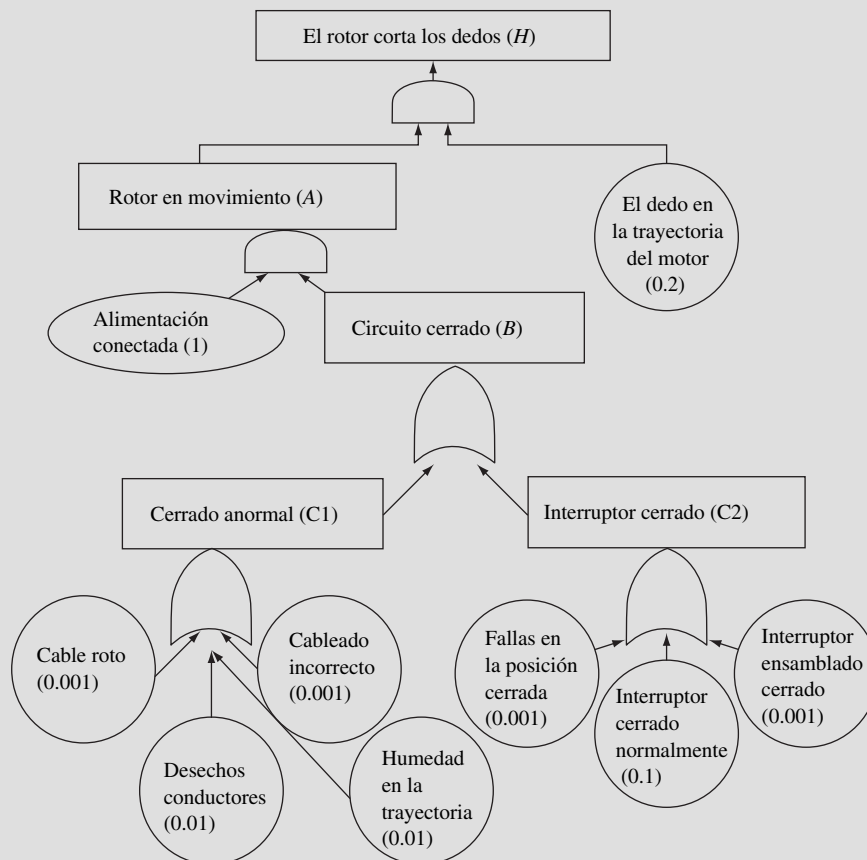 El rotor corta los dedos (H)
Rotor en movimiento (A)
El dedo en
la trayectoria
del motor
(0.2)
Alimentación
conectada (1)
Circuito cerrado (B)
Cerrado anormal (C1)
Interruptor cerrado (C2)
Cable roto
(0.001)
Cableado
incorrecto
(0.001)
Desechos
conductores
(0.01)
Humedad
en la
trayectoria
(0.01)
Fallas en
la posición
cerrada
(0.001)
Interruptor
cerrado
normalmente
(0.1)
Interruptor
ensamblado
cerrado
(0.001)